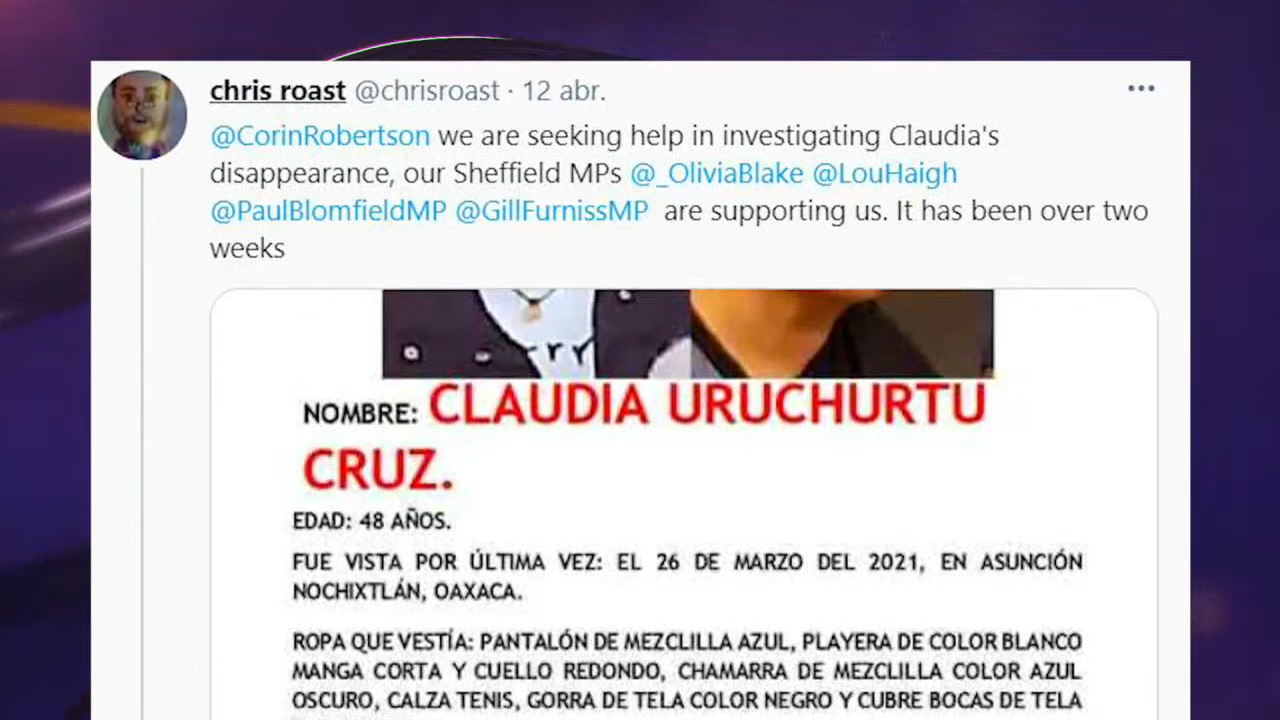 chris roast @chrisroast · 12 abr.
@CorinRobertson we are seeking help in investigating Claudia's
disappearance, our Sheffield MPs @_OliviaBlake @LouHaigh
@PaulBlomfieldMP @GillFurnissMP are supporting us. It has been over two
weeks
NOMBRE: CLAUDIA URUCHURTU
CRUZ.
EDAD: 48 AÑOS.
FUE VISTA POR ÚLTIMA VEZ: EL 26 DE MARZO DEL 2021, EN ASUNCIÓN
NOCHIXTLÁN, OAXACA.
ROPA QUE VESTÍA: PANTALÓN DE MEZCLILLA AZUL, PLAYERA DE COLOR BLANCO
MANGA CORTA Y CUELLO REDONDO, CHAMARRA DE MEZCLILLA COLOR AZUL
OSCURO, CALZA TENIS, GORRA DE TELA COLOR NEGRO Y CUBRE BOCAS DE TELA